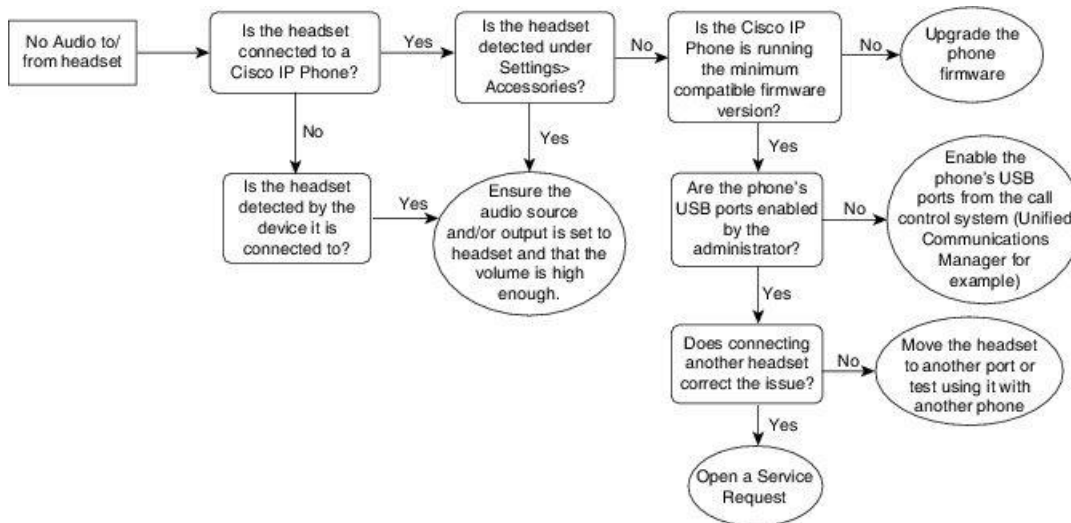 No Audio to/
from headset
Is the headset
connected to a
Cisco IP Phone?
Yes
Is the headset
detected under
Settings>
Accessories?
No
Is the Cisco IP
Phone is running
the minimum
compatible firmware
version?
No
Upgrade the
phone
firmware
No
Yes
Yes
Is the headset
detected by the
device it is
connected to?
Yes
Ensure the
audio source
and/or output is set to
headset and that the
volume is high
enough.
Are the phone's
USB ports enabled
by the
administrator?
No
Enable the
phone's USB
ports from the call
control system (Unified
Communications
Manager for
example)
Yes
Does connecting
another headset
correct the issue?
No
Move the headset
to another port or
test using it with
another phone
Yes
Open a Service
Request